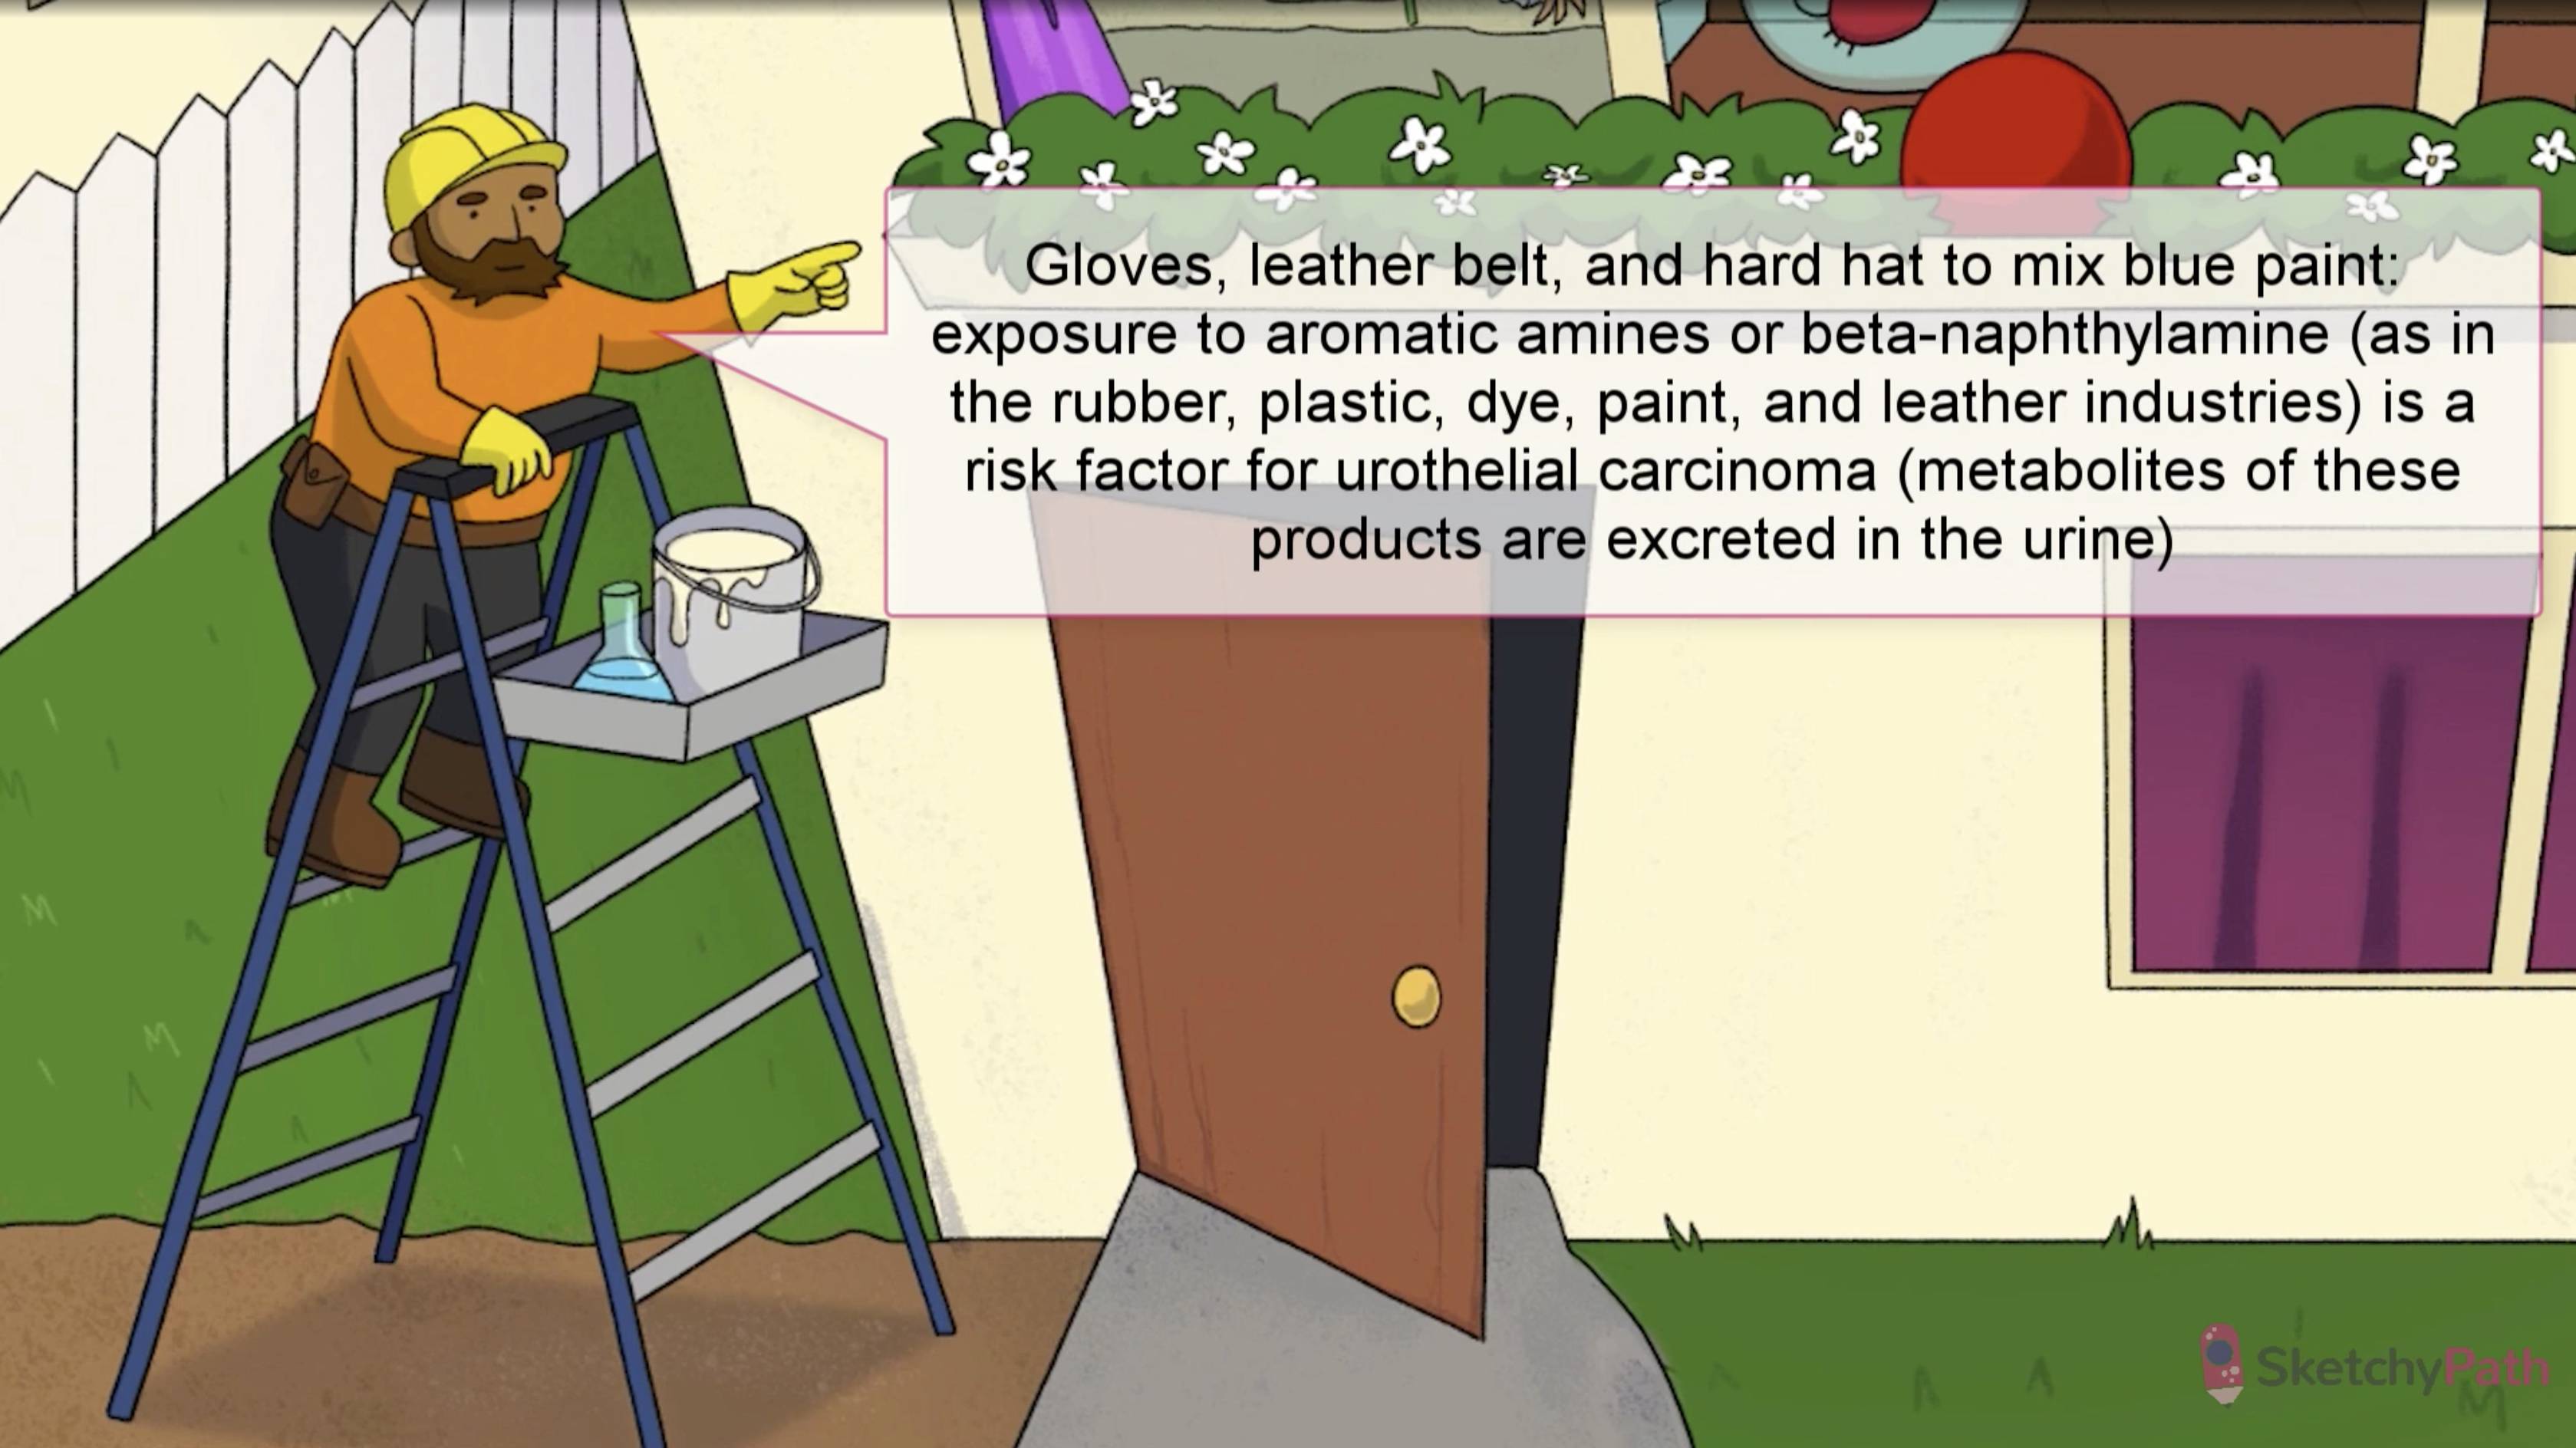 Gloves, leather belt, and hard hat to mix blue paint:
exposure to aromatic amines or beta-naphthylamine (as in
the rubber, plastic, dye, paint, and leather industries) is a
risk factor for urothelial carcinoma (metabolites of these
products are excreted in the urine)
SketchyPath